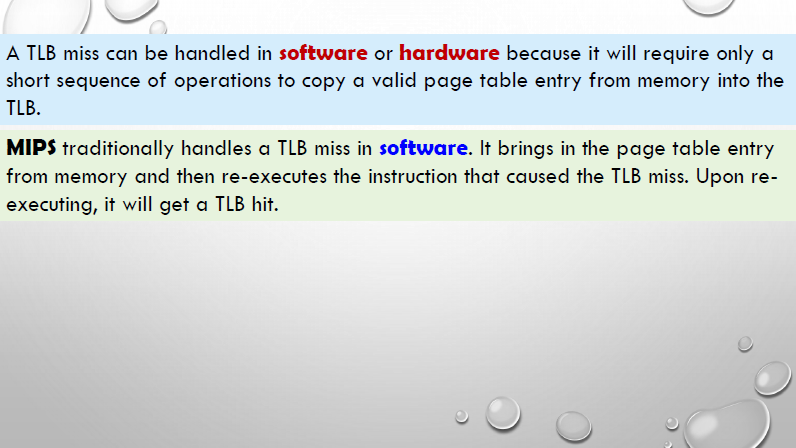 A TLB miss can be handled in software or hardware because it will require only a
short sequence of operations to copy a valid page table entry from memory into the
TLB.
MIPS traditionally handles a TLB miss in software. It brings in the page table entry
from memory and then re-executes the instruction that caused the TLB miss. Upon re-
executing, it will get a TLB hit.